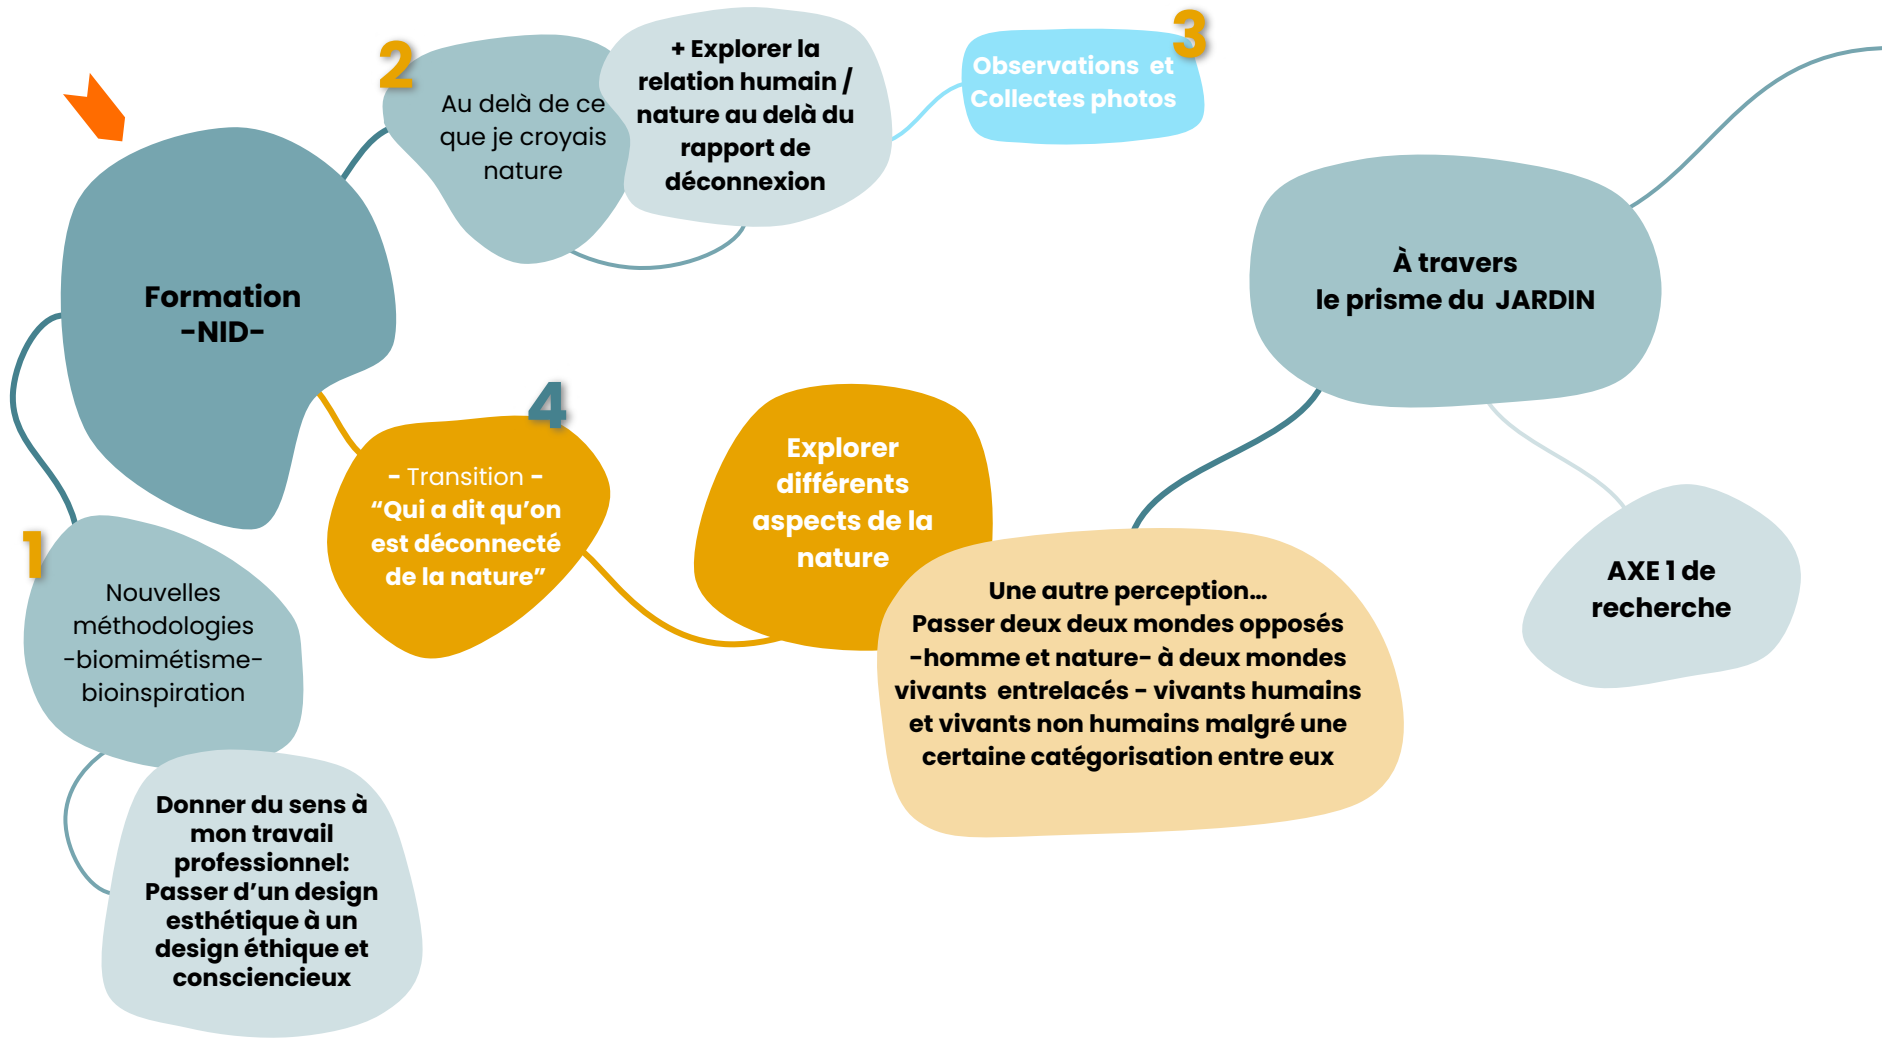 Formation
-NID-
1
Nouvelles
méthodologies
-biomimétisme-
bioinspiration
Donner du sens à
mon travail
professionnel:
Passer d’un design
esthétique à un
design éthique et
consciencieux
2
Au delà de ce
que je croyais
nature
+ Explorer la
relation humain /
nature au delà du
rapport de
déconnexion
3
Observations et
Collectes photos
4
- Transition -
“Qui a dit qu’on
est déconnecté
de la nature”
Explorer
différents
aspects de la
nature
Une autre perception...
Passer deux deux mondes opposés
-homme et nature- à deux mondes
vivants entrelacés - vivants humains
et vivants non humains malgré une
certaine catégorisation entre eux
À travers
le prisme du JARDIN
AXE 1 de
recherche